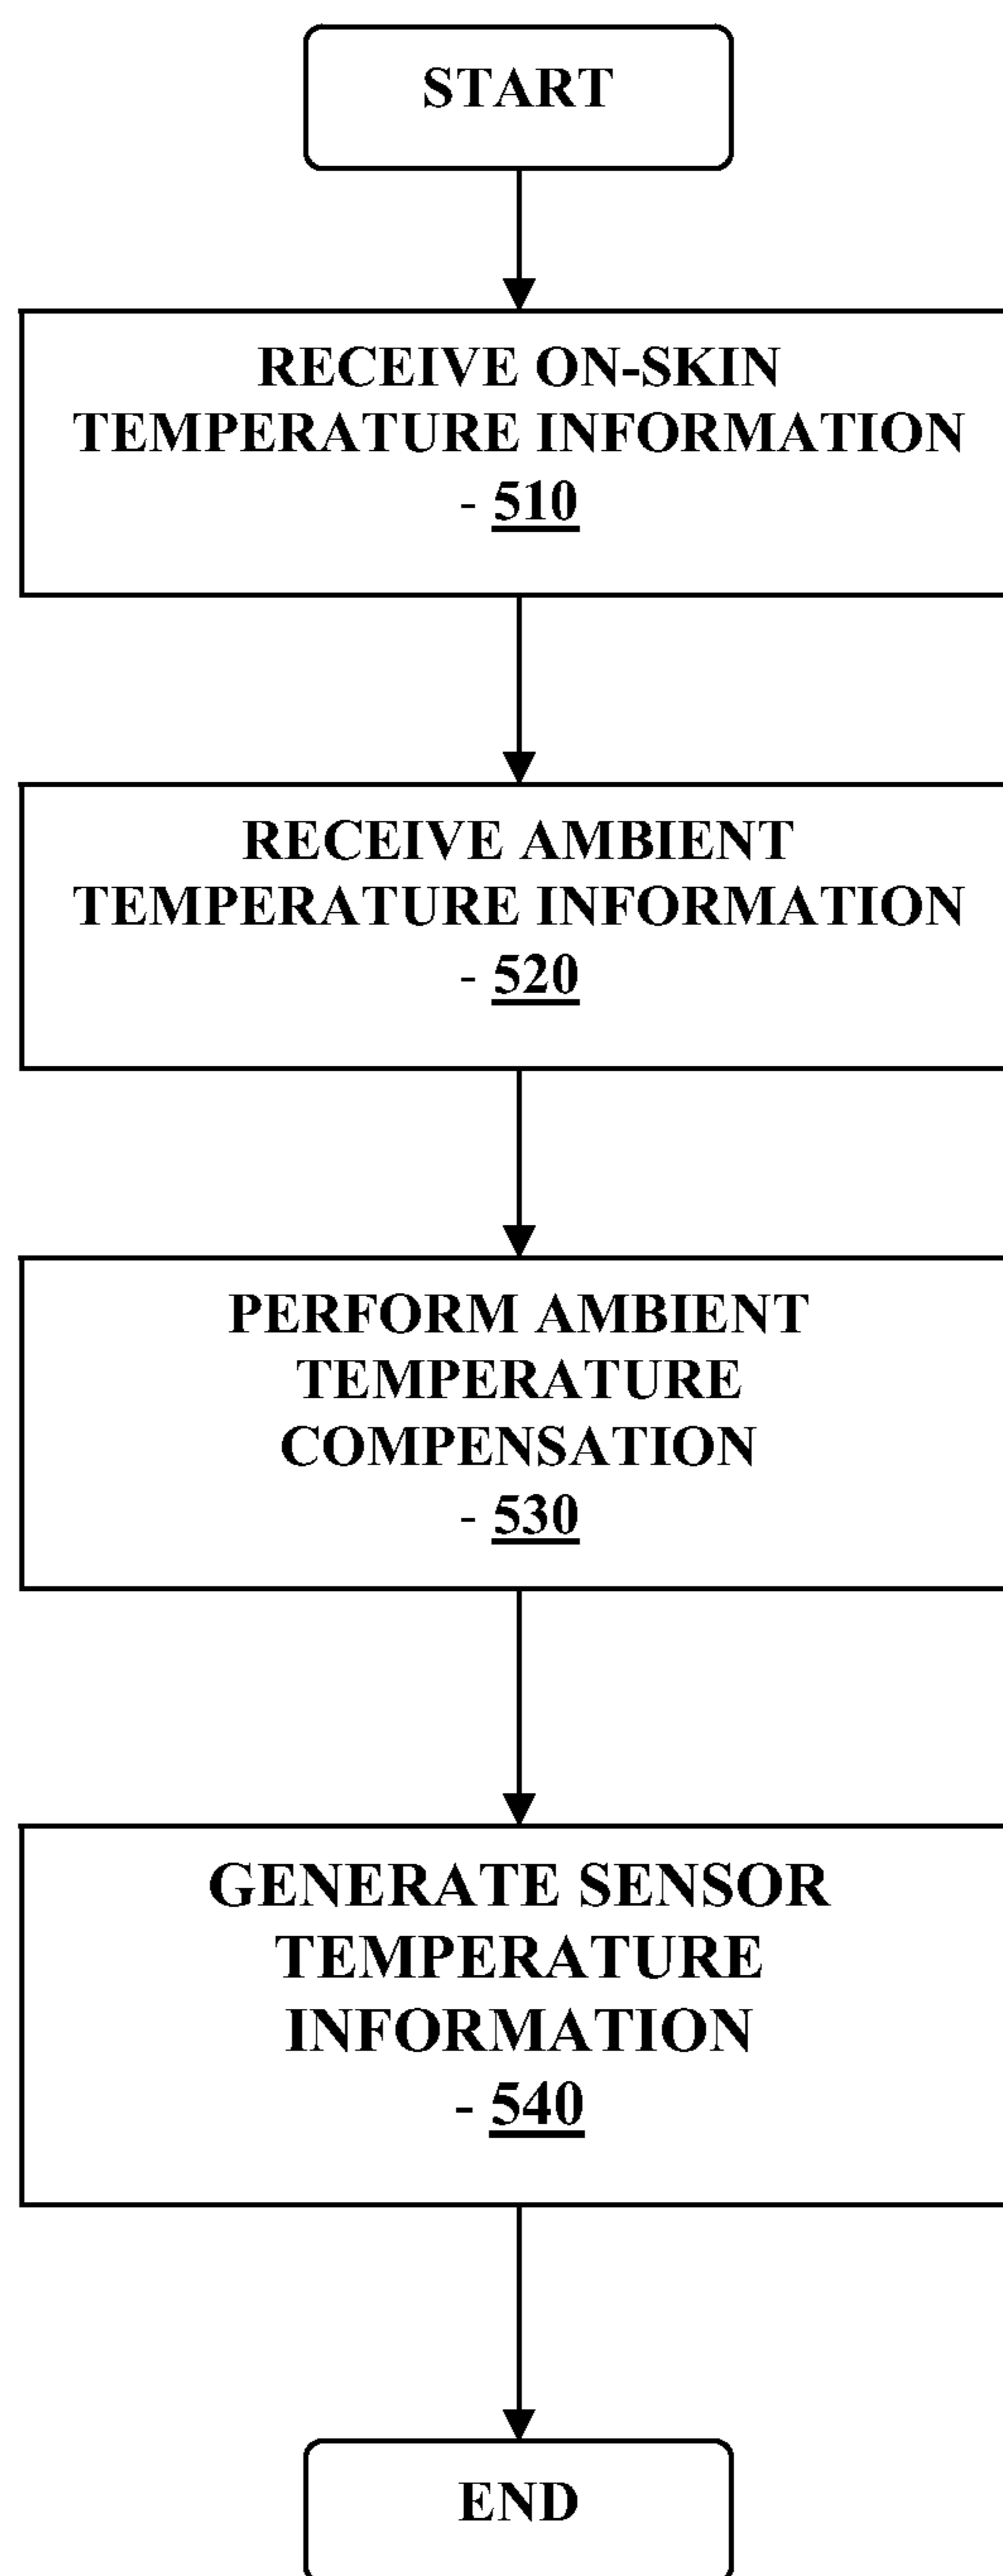 START
RECEIVE ON-SKIN
TEMPERATURE INFORMATION
- 510
RECEIVE AMBIENT
TEMPERATURE INFORMATION
- 520
PERFORM AMBIENT
TEMPERATURE
COMPENSATION
- 530
GENERATE SENSOR
TEMPERATURE
INFORMATION
- 540
END